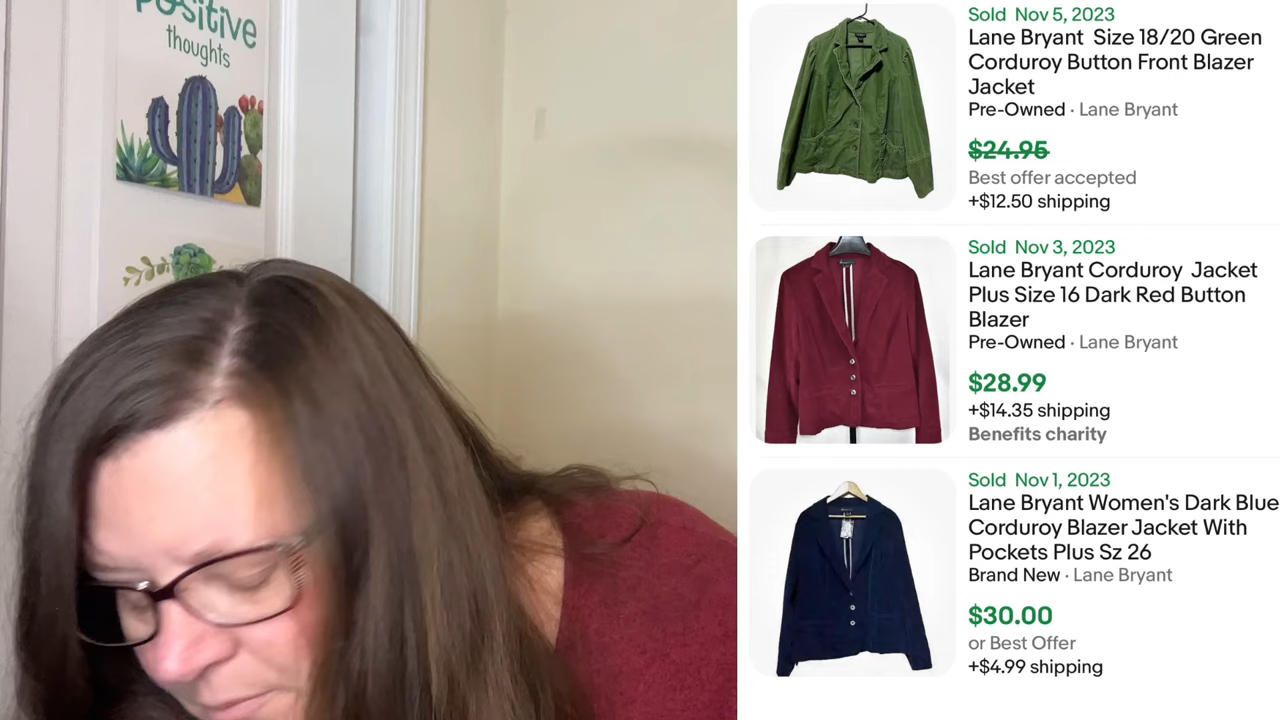 positive
thoughts
Sold Nov 5, 2023
Lane Bryant Size 18/20 Green
Corduroy Button Front Blazer
Jacket
Pre-Owned · Lane Bryant
$24.95
Best offer accepted
+$12.50 shipping
Sold Nov 3, 2023
Lane Bryant Corduroy Jacket
Plus Size 16 Dark Red Button
Blazer
Pre-Owned · Lane Bryant
$28.99
+$14.35 shipping
Benefits charity
Sold Nov 1, 2023
Lane Bryant Women's Dark Blue
Corduroy Blazer Jacket With
Pockets Plus Sz 26
Brand New · Lane Bryant
$30.00
or Best Offer
+$4.99 shipping